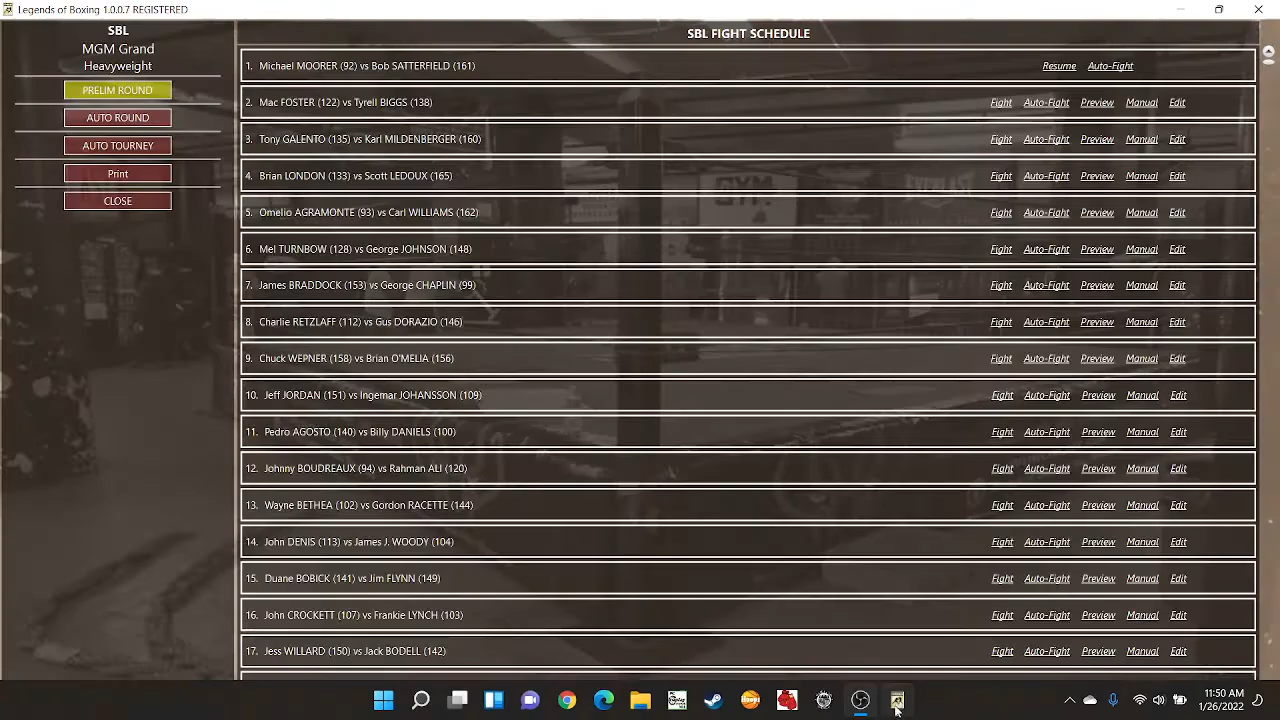 Legends of Boxing 1.0.0.7 REGISTERED
SBL
MGM Grand
Heavyweight
PRELIM ROUND
AUTO ROUND
AUTO TOURNEY
Print
CLOSE
SBL FIGHT SCHEDULE
1. Michael MOORER (92) vs Bob SATTERFIELD (161) Resume Auto-Fight
2. Mac FOSTER (122) vs Tyrell BIGGS (138) Fight Auto-Fight Preview Manual Edit
3. Tony GALENTO (135) vs Karl MILDENBERGER (160) Fight Auto-Fight Preview Manual Edit
4. Brian LONDON (133) vs Scott LEDOUX (165) Fight Auto-Fight Preview Manual Edit
5. Omelio AGRAMONTE (93) vs Carl WILLIAMS (162) Fight Auto-Fight Preview Manual Edit
6. Mel TURNBOW (128) vs George JOHNSON (148) Fight Auto-Fight Preview Manual Edit
7. James BRADDOCK (153) vs George CHAPLIN (99) Fight Auto-Fight Preview Manual Edit
8. Charlie RETZLAFF (112) vs Gus DORAZIO (146) Fight Auto-Fight Preview Manual Edit
9. Chuck WEPNER (158) vs Brian O'MELIA (156) Fight Auto-Fight Preview Manual Edit
10. Jeff JORDAN (151) vs Ingemar JOHANSSON (109) Fight Auto-Fight Preview Manual Edit
11. Pedro AGOSTO (140) vs Billy DANIELS (100) Fight Auto-Fight Preview Manual Edit
12. Johnny BOUDREAUX (94) vs Rahman ALI (120) Fight Auto-Fight Preview Manual Edit
13. Wayne BETHEA (102) vs Gordon RACETTE (144) Fight Auto-Fight Preview Manual Edit
14. John DENIS (113) vs James J. WOODY (104) Fight Auto-Fight Preview Manual Edit
15. Duane BOBICK (141) vs Jim FLYNN (149) Fight Auto-Fight Preview Manual Edit
16. John CROCKETT (107) vs Frankie LYNCH (103) Fight Auto-Fight Preview Manual Edit
17. Jess WILLARD (150) vs Jack BODELL (142) Fight Auto-Fight Preview Manual Edit
GYM
EVERLAST
11:50 AM
1/26/2022